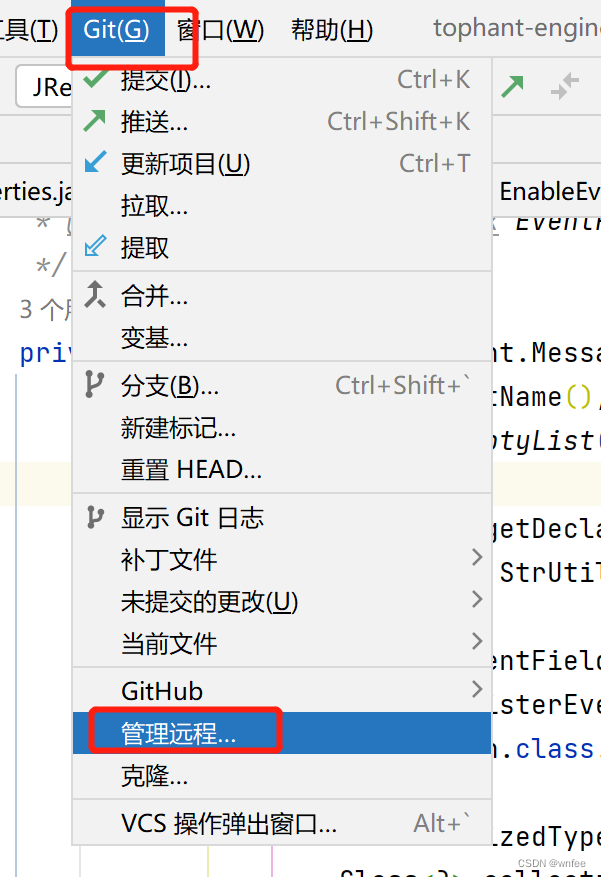 工具(T) Git(G) 窗口(W) 帮助(H) tophant-engin
JRe
提交(I)... Ctrl+K
推送... Ctrl+Shift+K
更新项目(U) Ctrl+T
erties.ja EnableEv
拉取...
* EventH
提取
*/
合并...
3 个用
变基...
priv nt.Messa
分支(B)... Ctrl+Shift+`
tName(),
新建标记...
ptyList(
重置 HEAD...
显示 Git 日志
getDecla
补丁文件
StrUtil
未提交的更改(U)
当前文件
entField
GitHub
isterEve
管理远程...
n.class.
克隆...
VCS 操作弹出窗口... Alt+`
izedType
Class<?> collect
CSDN @wnfee